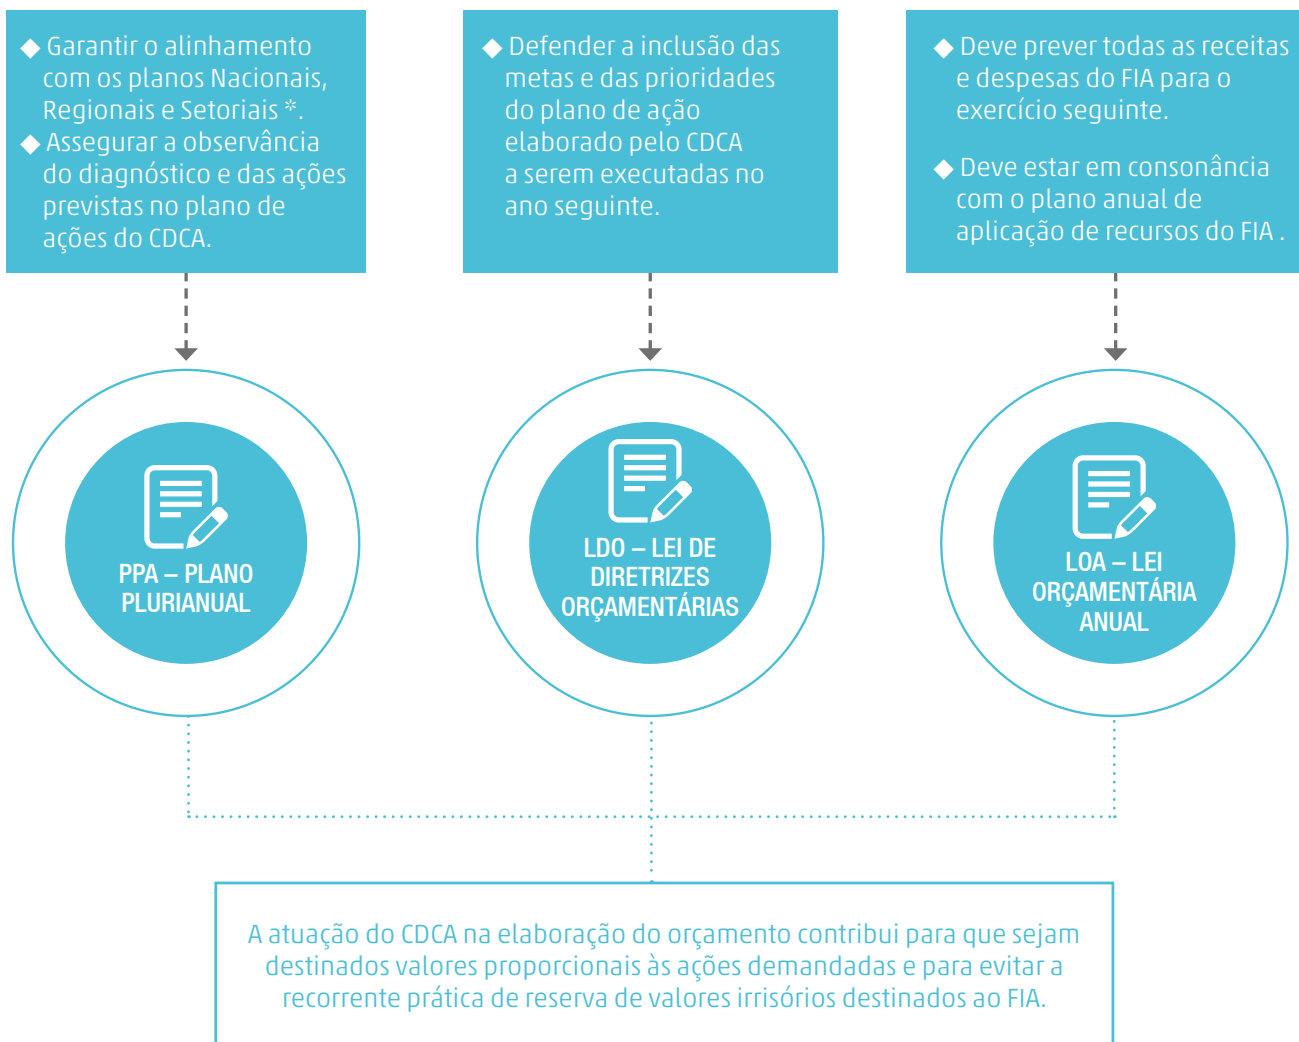 ◆ Garantir o alinhamento
com os planos Nacionais,
Regionais e Setoriais *.
◆ Assegurar a observância
do diagnóstico e das ações
previstas no plano de
ações do CDCA.
◆ Defender a inclusão das
metas e das prioridades
do plano de ação
elaborado pelo CDCA
a serem executadas no
ano seguinte.
◆ Deve prever todas as receitas
e despesas do FIA para o
exercício seguinte.
◆ Deve estar em consonância
com o plano anual de
aplicação de recursos do FIA .
PPA – PLANO
PLURIANUAL
LDO – LEI DE
DIRETRIZES
ORÇAMENTÁRIAS
LOA – LEI
ORÇAMENTÁRIA
ANUAL
A atuação do CDCA na elaboração do orçamento contribui para que sejam
destinados valores proporcionais às ações demandadas e para evitar a
recorrente prática de reserva de valores irrisórios destinados ao FIA.